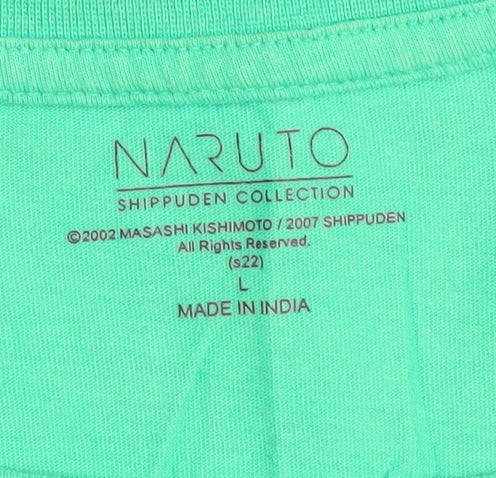 NARUTO
SHIPPUDEN COLLECTION
©2002 MASASHI KISHIMOTO / 2007 SHIPPUDEN
All Rights Reserved.
(s22)
L
MADE IN INDIA